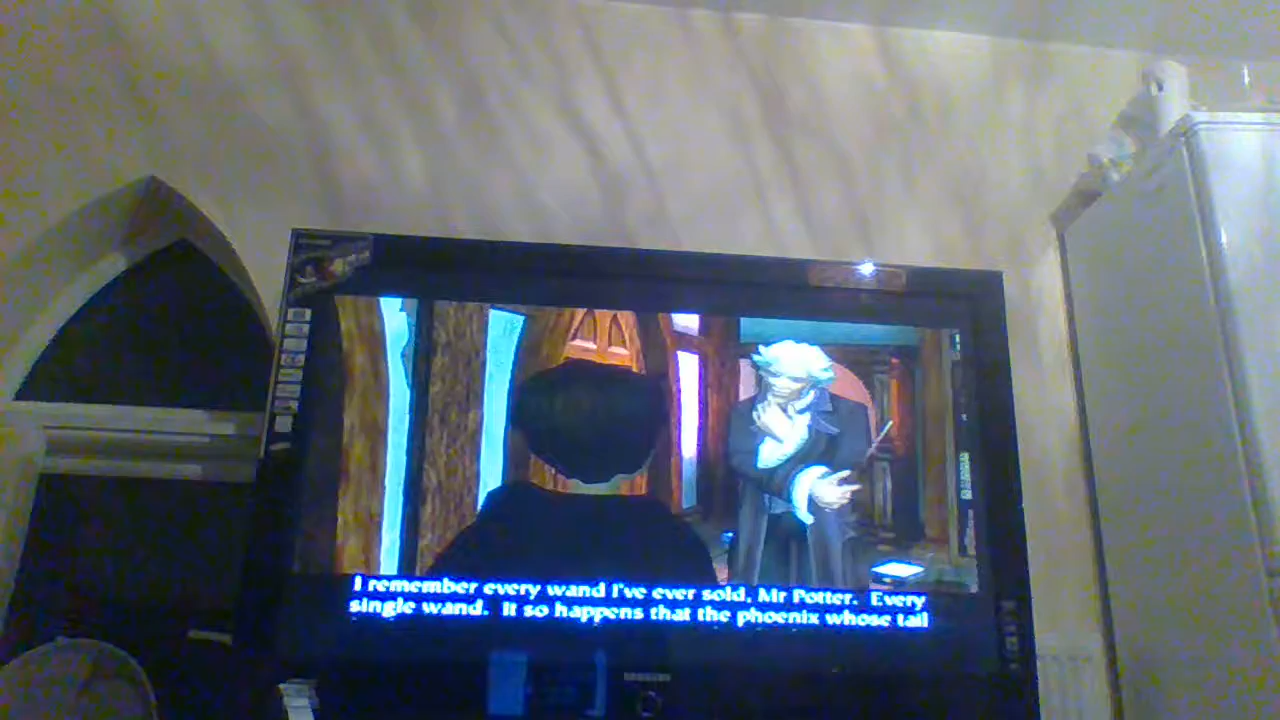 I remember every wand I've ever sold, Mr Potter.  Every
single wand.  It so happens that the phoenix whose tail